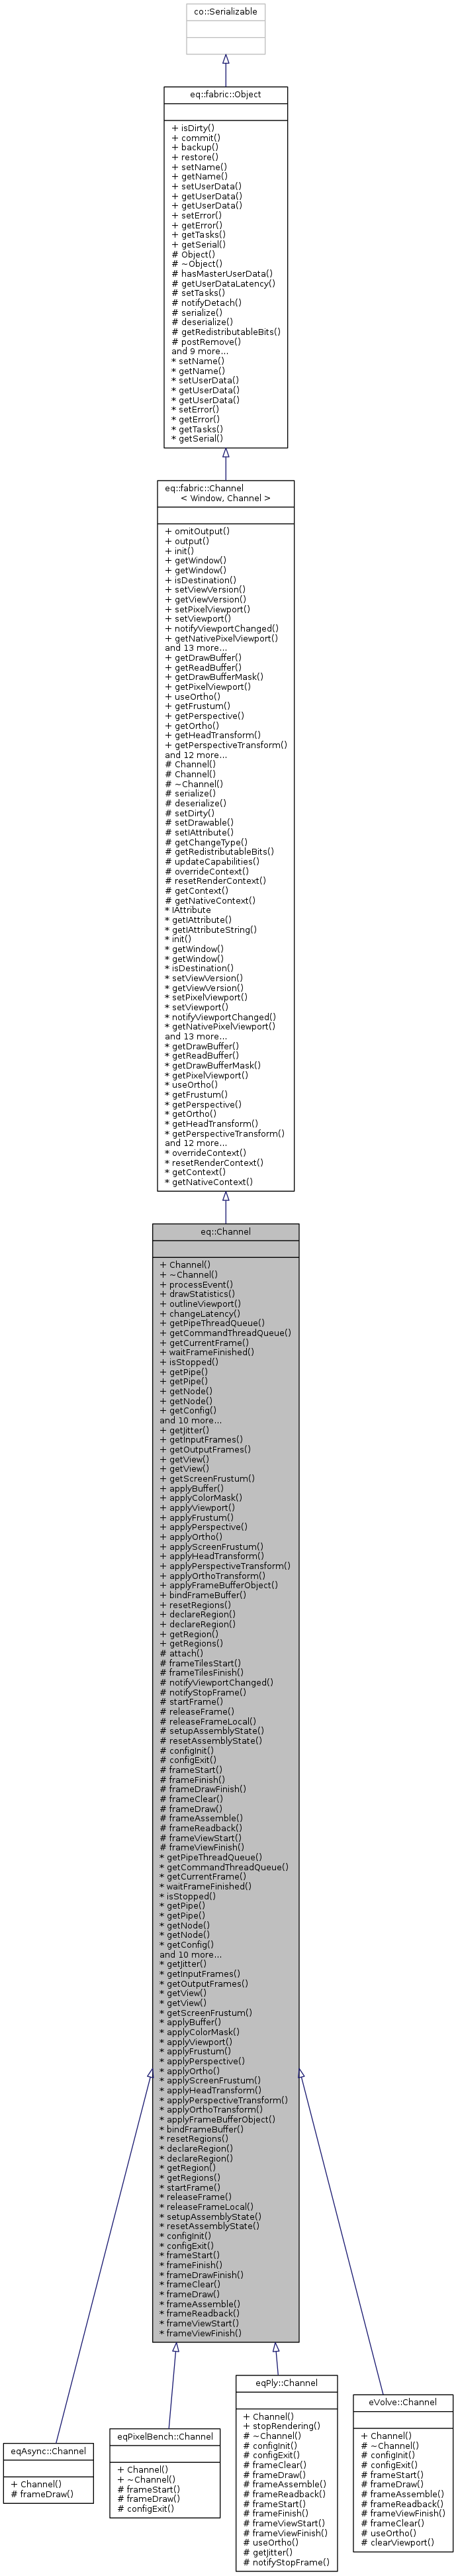 co::Serializable
eq::fabric::Object
+ isDirty()
+ commit()
+ backup()
+ restore()
+ setName()
+ getName()
+ setUserData()
+ getUserData()
+ getUserData()
+ setError()
+ getError()
+ getTasks()
+ getSerial()
# Object()
# ~Object()
# hasMasterUserData()
# getUserDataLatency()
# setTasks()
# notifyDetach()
# serialize()
# deserialize()
# getRedistributableBits()
# postRemove()
and 9 more...
* setName()
* getName()
* setUserData()
* getUserData()
* getUserData()
* setError()
* getError()
* getTasks()
* getSerial()
eq::fabric::Channel
< Window, Channel >
+ omitOutput()
+ output()
+ init()
+ getWindow()
+ getWindow()
+ isDestination()
+ setViewVersion()
+ getViewVersion()
+ setPixelViewport()
+ setViewport()
+ notifyViewportChanged()
+ getNativePixelViewport()
and 13 more...
+ getDrawBuffer()
+ getReadBuffer()
+ getDrawBufferMask()
+ getPixelViewport()
+ useOrtho()
+ getFrustum()
+ getPerspective()
+ getOrtho()
+ getHeadTransform()
+ getPerspectiveTransform()
and 12 more...
# Channel()
# Channel()
# ~Channel()
# serialize()
# deserialize()
# setDirty()
# setDrawable()
# setIAttribute()
# getChangeType()
# getRedistributableBits()
# updateCapabilities()
# overrideContext()
# resetRenderContext()
# getContext()
# getNativeContext()
* IAttribute
* getIAttribute()
* getIAttributeString()
* init()
* getWindow()
* getWindow()
* isDestination()
* setViewVersion()
* getViewVersion()
* setPixelViewport()
* setViewport()
* notifyViewportChanged()
* getNativePixelViewport()
and 13 more...
* getDrawBuffer()
* getReadBuffer()
* getDrawBufferMask()
* getPixelViewport()
* useOrtho()
* getFrustum()
* getPerspective()
* getOrtho()
* getHeadTransform()
* getPerspectiveTransform()
and 12 more...
* overrideContext()
* resetRenderContext()
* getContext()
* getNativeContext()
eq::Channel
+ Channel()
+ ~Channel()
+ processEvent()
+ drawStatistics()
+ outlineViewport()
+ changeLatency()
+ getPipeThreadQueue()
+ getCommandThreadQueue()
+ getCurrentFrame()
+ waitFrameFinished()
+ isStopped()
+ getPipe()
+ getPipe()
+ getNode()
+ getNode()
+ getConfig()
and 10 more...
+ getJitter()
+ getInputFrames()
+ getOutputFrames()
+ getView()
+ getView()
+ getScreenFrustum()
+ applyBuffer()
+ applyColorMask()
+ applyViewport()
+ applyFrustum()
+ applyPerspective()
+ applyOrtho()
+ applyScreenFrustum()
+ applyHeadTransform()
+ applyPerspectiveTransform()
+ applyOrthoTransform()
+ applyFrameBufferObject()
+ bindFrameBuffer()
+ resetRegions()
+ declareRegion()
+ declareRegion()
+ getRegion()
+ getRegions()
# attach()
# frameTilesStart()
# frameTilesFinish()
# notifyViewportChanged()
# notifyStopFrame()
# startFrame()
# releaseFrame()
# releaseFrameLocal()
# setupAssemblyState()
# resetAssemblyState()
# configInit()
# configExit()
# frameStart()
# frameFinish()
# frameDrawFinish()
# frameClear()
# frameDraw()
# frameAssemble()
# frameReadback()
# frameViewStart()
# frameViewFinish()
* getPipeThreadQueue()
* getCommandThreadQueue()
* getCurrentFrame()
* waitFrameFinished()
* isStopped()
* getPipe()
* getPipe()
* getNode()
* getNode()
* getConfig()
and 10 more...
* getJitter()
* getInputFrames()
* getOutputFrames()
* getView()
* getView()
* getScreenFrustum()
* applyBuffer()
* applyColorMask()
* applyViewport()
* applyFrustum()
* applyPerspective()
* applyOrtho()
* applyScreenFrustum()
* applyHeadTransform()
* applyPerspectiveTransform()
* applyOrthoTransform()
* applyFrameBufferObject()
* bindFrameBuffer()
* resetRegions()
* declareRegion()
* declareRegion()
* getRegion()
* getRegions()
* startFrame()
* releaseFrame()
* releaseFrameLocal()
* setupAssemblyState()
* resetAssemblyState()
* configInit()
* configExit()
* frameStart()
* frameFinish()
* frameDrawFinish()
* frameClear()
* frameDraw()
* frameAssemble()
* frameReadback()
* frameViewStart()
* frameViewFinish()
eqAsync::Channel
+ Channel()
# frameDraw()
eqPixelBench::Channel
+ Channel()
+ ~Channel()
# frameStart()
# frameDraw()
# configExit()
eqPly::Channel
+ Channel()
+ stopRendering()
# ~Channel()
# configInit()
# configExit()
# frameClear()
# frameDraw()
# frameAssemble()
# frameReadback()
# frameStart()
# frameFinish()
# frameViewStart()
# frameViewFinish()
# useOrtho()
# getJitter()
# notifyStopFrame()
eVolve::Channel
+ Channel()
# ~Channel()
# configInit()
# configExit()
# frameStart()
# frameDraw()
# frameAssemble()
# frameReadback()
# frameViewFinish()
# frameClear()
# useOrtho()
# clearViewport()